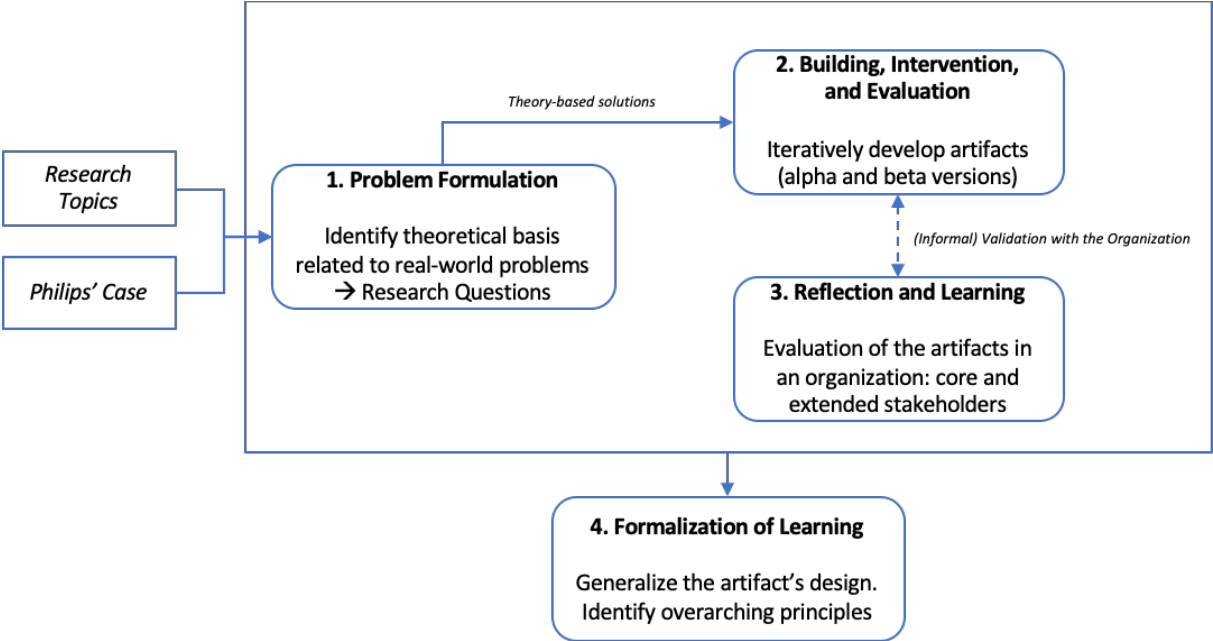 Research
Topics
Philips’ Case
1. Problem Formulation
Identify theoretical basis
related to real-world problems
→ Research Questions
Theory-based solutions
2. Building, Intervention,
and Evaluation
Iteratively develop artifacts
(alpha and beta versions)
(Informal) Validation with the Organization
3. Reflection and Learning
Evaluation of the artifacts in
an organization: core and
extended stakeholders
4. Formalization of Learning
Generalize the artifact’s design.
Identify overarching principles